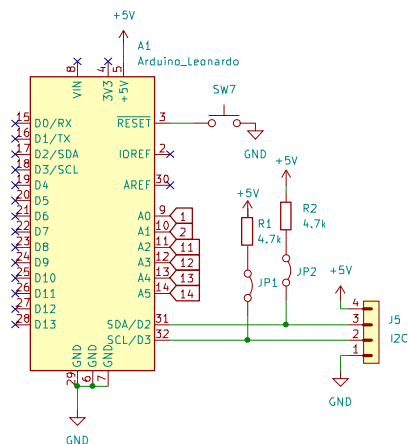 +5V
A1
Arduino_Leonardo
8
4
5
VIN
3V3
+5V
SW7
15
D0/RX
RESET
3
16
D1/TX
GND
17
D2/SDA
IOREF
2
18
D3/SCL
19
D4
AREF
30
20
D5
+5V
+5V
21
D6
A0
9
1
22
D7
A1
10
2
R1
4.7k
R2
4.7k
23
D8
A2
11
11
24
D9
A3
12
12
25
D10
A4
13
13
26
D11
A5
14
14
JP1
JP2
+5V
27
D12
28
D13
SDA/D2
31
SCL/D3
32
4
3
2
1
J5
I2C
GND
GND
GND
29
6
7
GND
GND